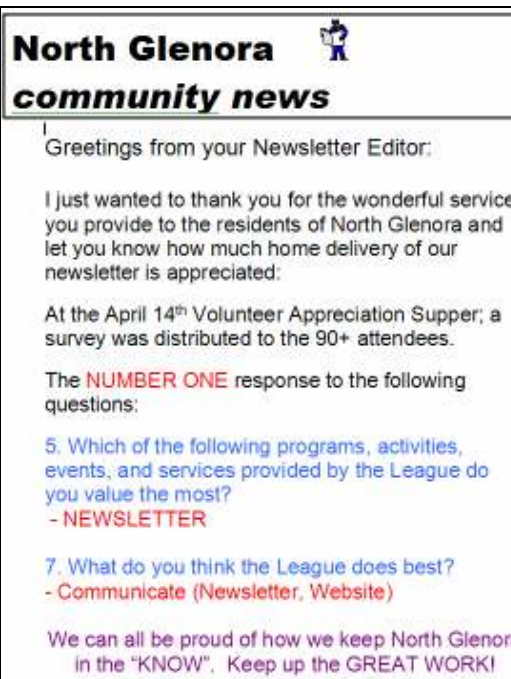 North Glenora
community news
Greetings from your Newsletter Editor:
I just wanted to thank you for the wonderful service
you provide to the residents of North Glenora and
let you know how much home delivery of our
newsletter is appreciated:
At the April 14th Volunteer Appreciation Supper; a
survey was distributed to the 90+ attendees.
The NUMBER ONE response to the following
questions:
5. Which of the following programs, activities,
events, and services provided by the League do
you value the most?
- NEWSLETTER
7. What do you think the League does best?
- Communicate (Newsletter, Website)
We can all be proud of how we keep North Glenor
in the “KNOW”. Keep up the GREAT WORK!